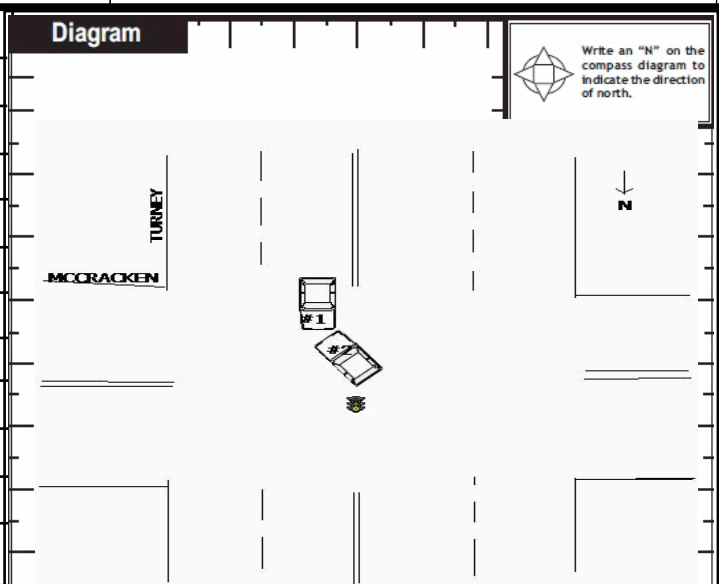 Diagram
Write an "N" on the
compass diagram to
indicate the direction
of north.
TURNEY
N
MCCRACKEN
#1
#2